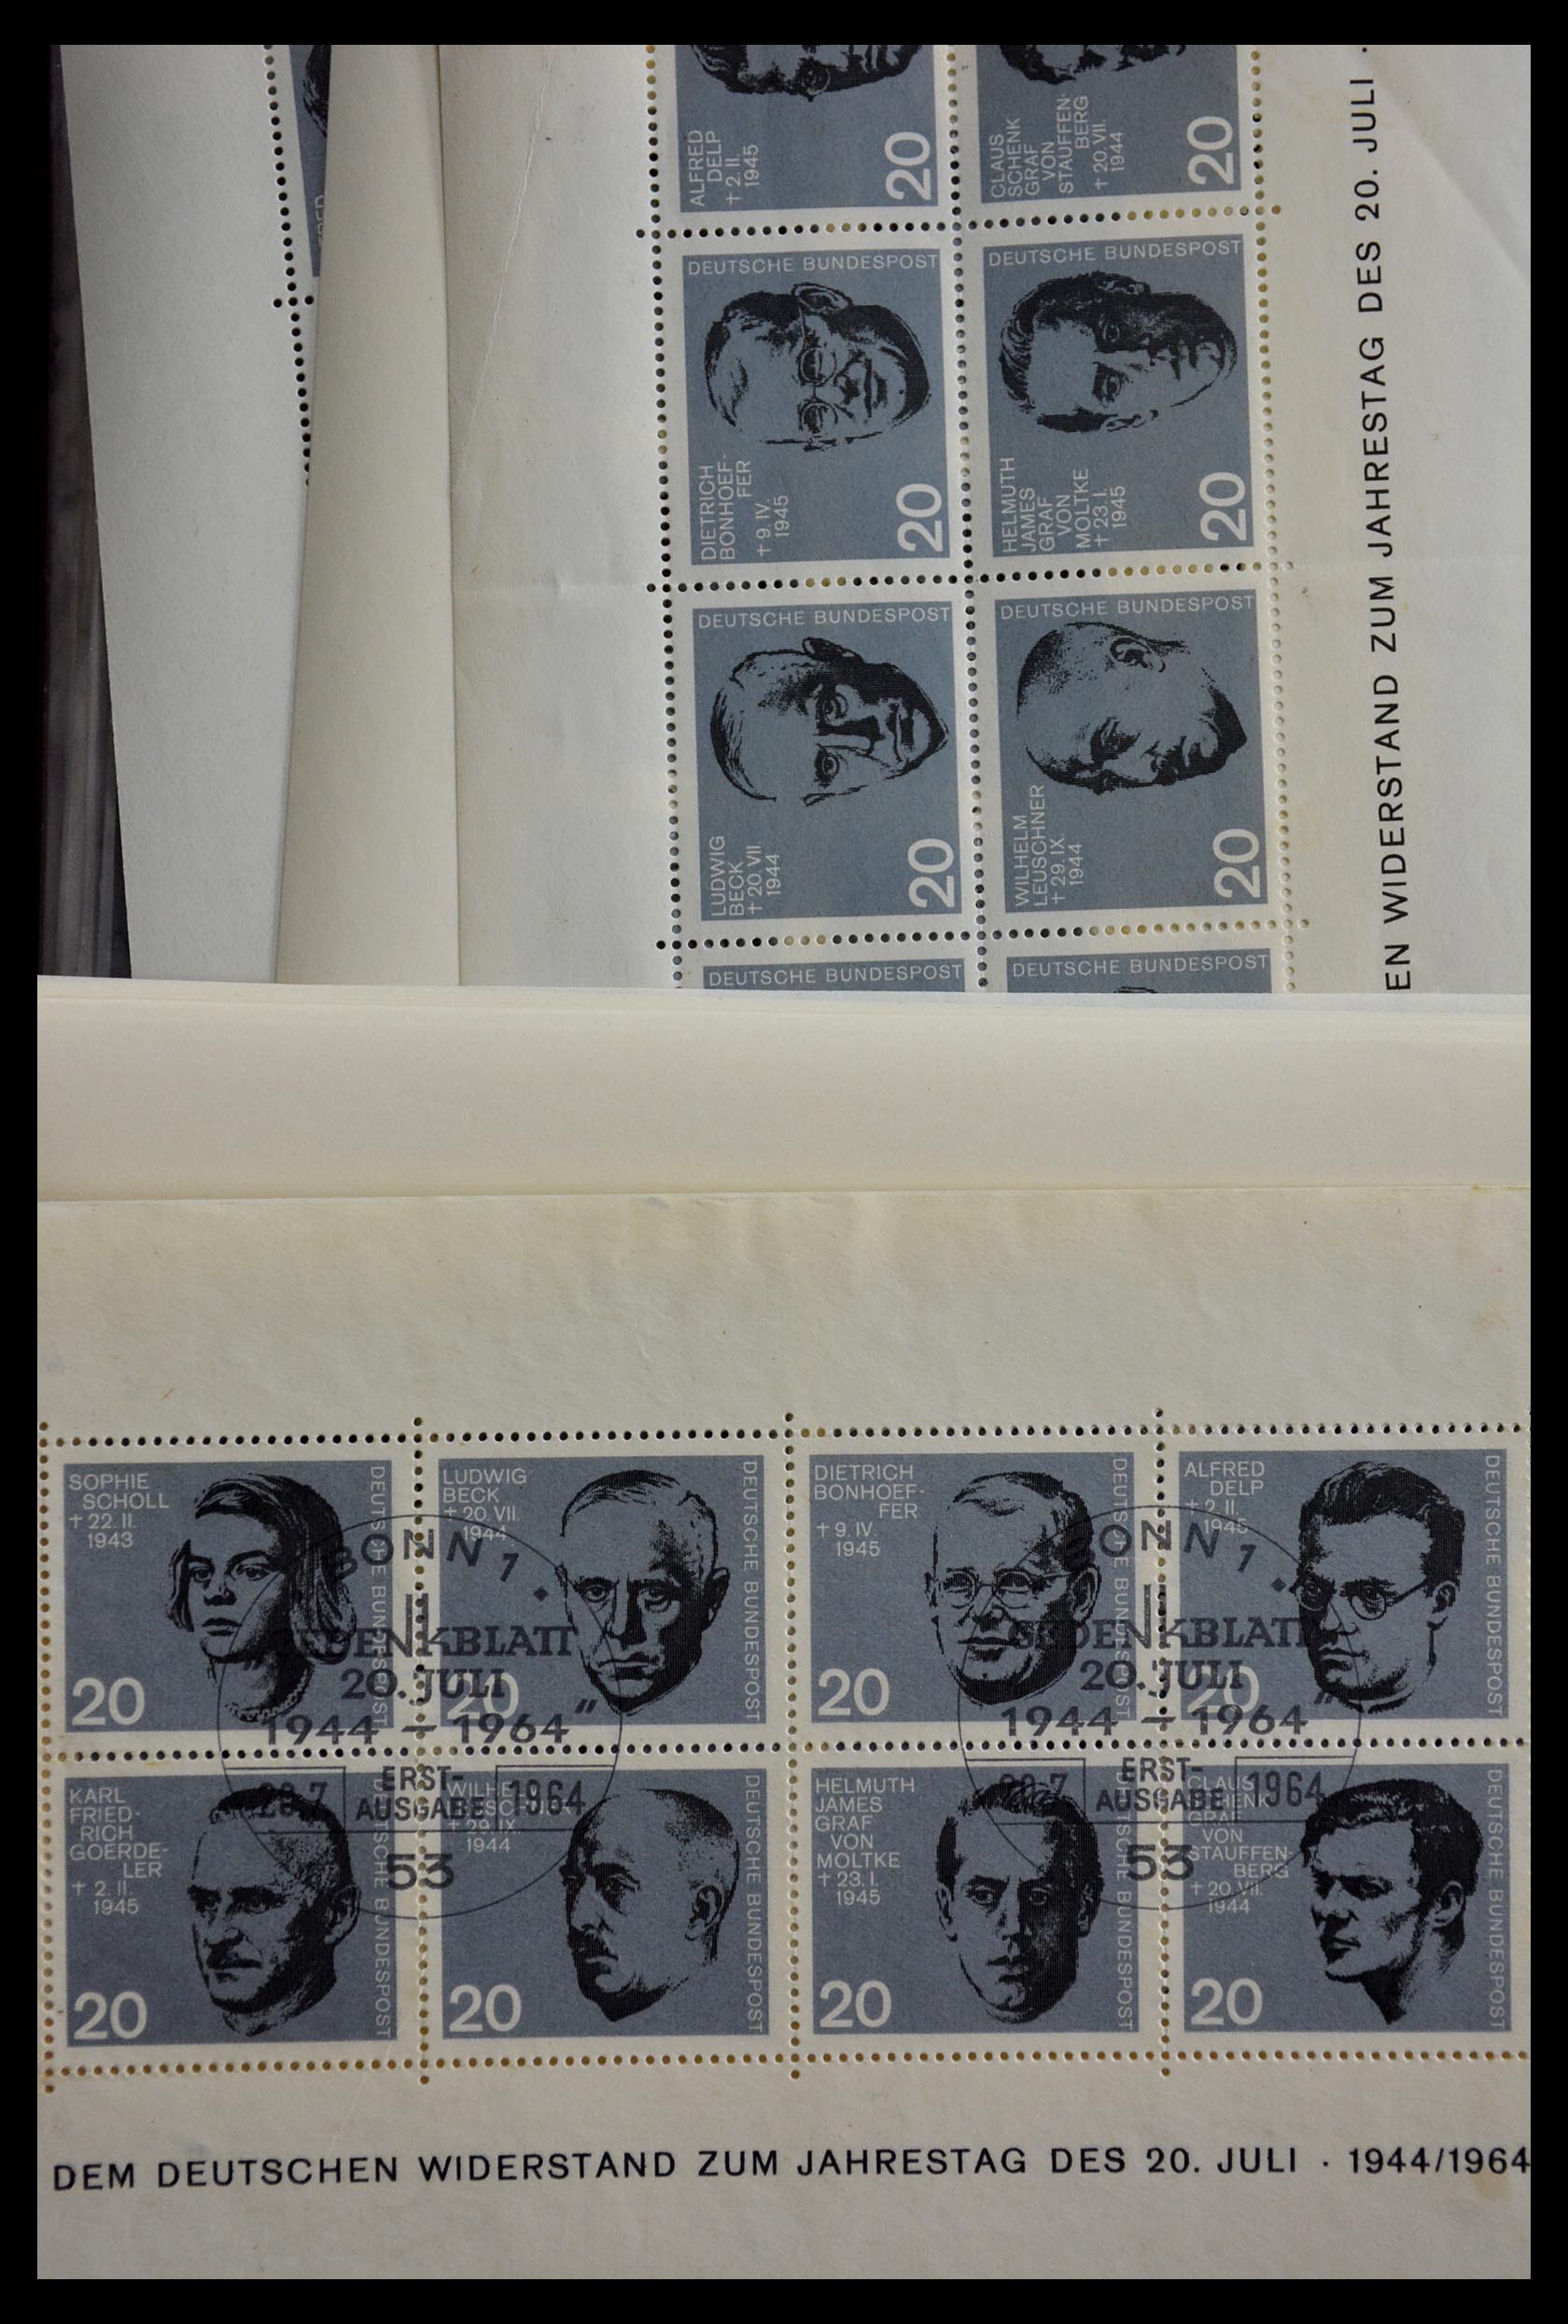 ALFRED
DELP
† 2. II.
1945
20
CLAUS
SCHENK
GRAF
VON
STAUFFEN-
BERG
† 20. VII.
1944
20
DEUTSCHE BUNDESPOST
DIETRICH
BONHOEF-
FER
† 9. IV.
1945
20
DEUTSCHE BUNDESPOST
HELMUTH
JAMES
GRAF
VON
MOLTKE
† 23. I.
1945
20
DEUTSCHE BUNDESPOST
LUDWIG
BECK
† 20. VII.
1944
20
DEUTSCHE BUNDESPOST
WILHELM
LEUSCHNER
† 29. IX.
1944
20
DEUTSCHE BUNDESPOST
DEUTSCHE BUNDESPOST
EN WIDERSTAND ZUM JAHRESTAG DES 20. JULI ·
SOPHIE
SCHOLL
† 22. II.
1943
20
DEUTSCHE BUNDESPOST
LUDWIG
BECK
† 20. VII.
1944
20
DEUTSCHE BUNDESPOST
DIETRICH
BONHOEF-
FER
† 9. IV.
1945
20
DEUTSCHE BUNDESPOST
ALFRED
DELP
† 2. II.
1945
20
DEUTSCHE BUNDESPOST
BONN 1
GEDENKBLATT
20. JULI
1944 – 1964"
ERST-
AUSGABE
20.7
1964
53
BONN 1
GEDENKBLATT
20. JULI
1944 – 1964"
ERST-
AUSGABE
20.7
1964
53
KARL
FRIED-
RICH
GOERDE-
LER
† 2. II.
1945
20
DEUTSCHE BUNDESPOST
† 29. IX.
1944
20
DEUTSCHE BUNDESPOST
HELMUTH
JAMES
GRAF
VON
MOLTKE
† 23. I.
1945
20
DEUTSCHE BUNDESPOST
CLAUS
SCHENK
GRAF
VON
STAUFFEN-
BERG
† 20. VII.
1944
20
DEUTSCHE BUNDESPOST
DEM DEUTSCHEN WIDERSTAND ZUM JAHRESTAG DES 20. JULI · 1944/1964